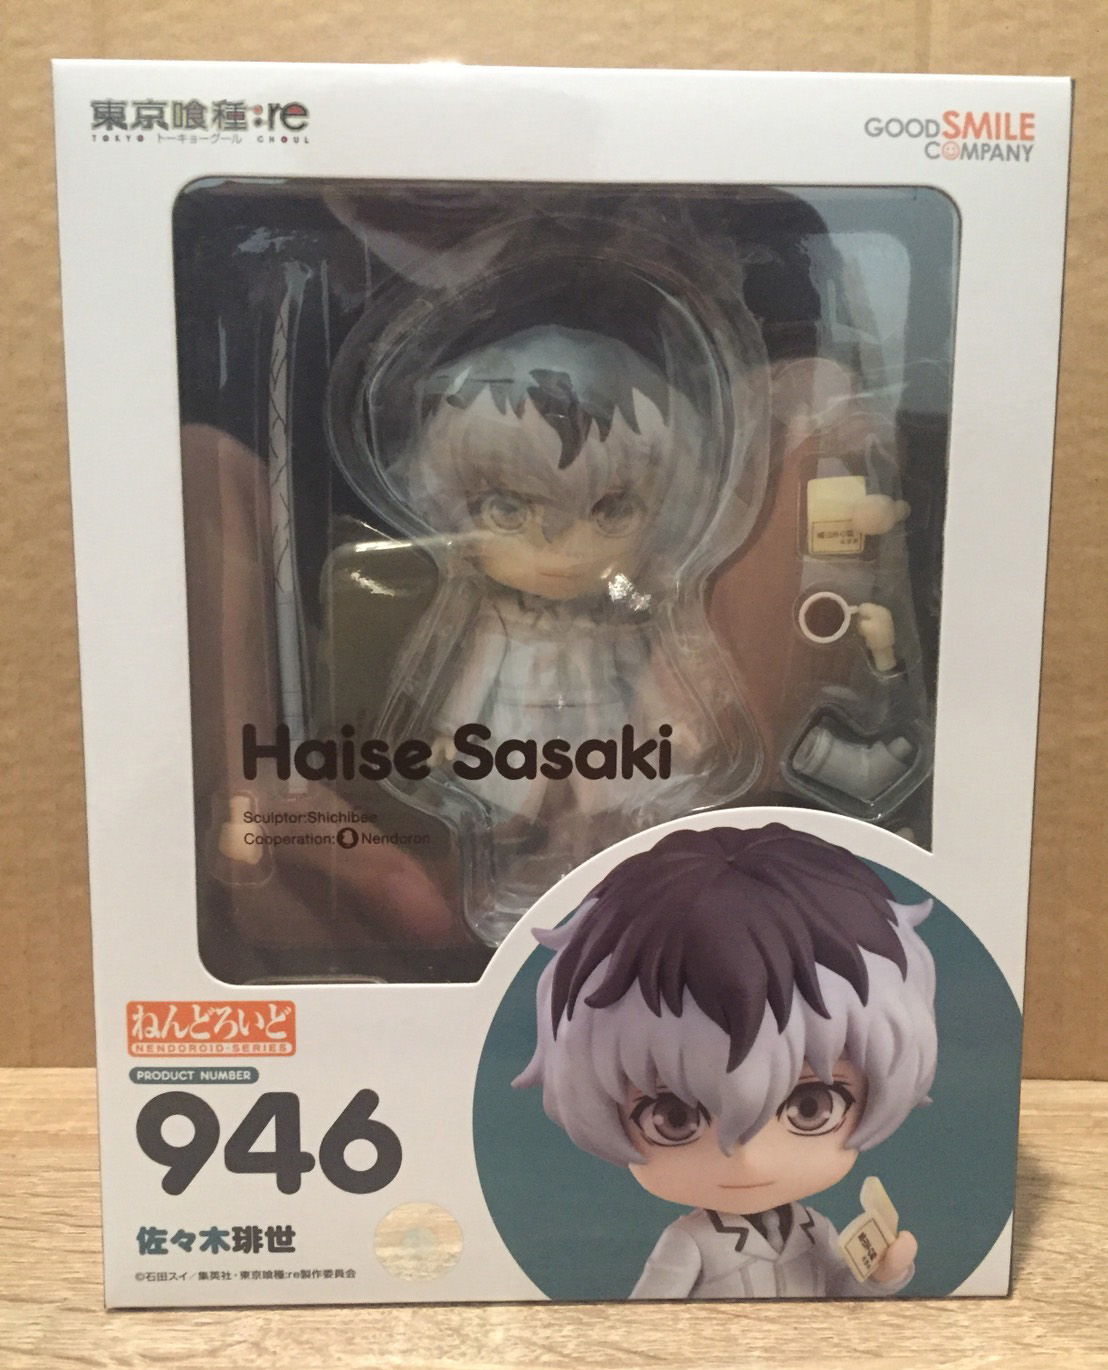 東京喰種:re
TOKYO トーキョーグール GHOUL
GOODSMILE
COMPANY
Haise Sasaki
Sculptor:Shichibee
Cooperation: Nendoron
ねんどろいど
NENDOROID-SERIES
PRODUCT NUMBER
946
佐々木琲世
©石田スイ/集英社・東京喰種:re製作委員会